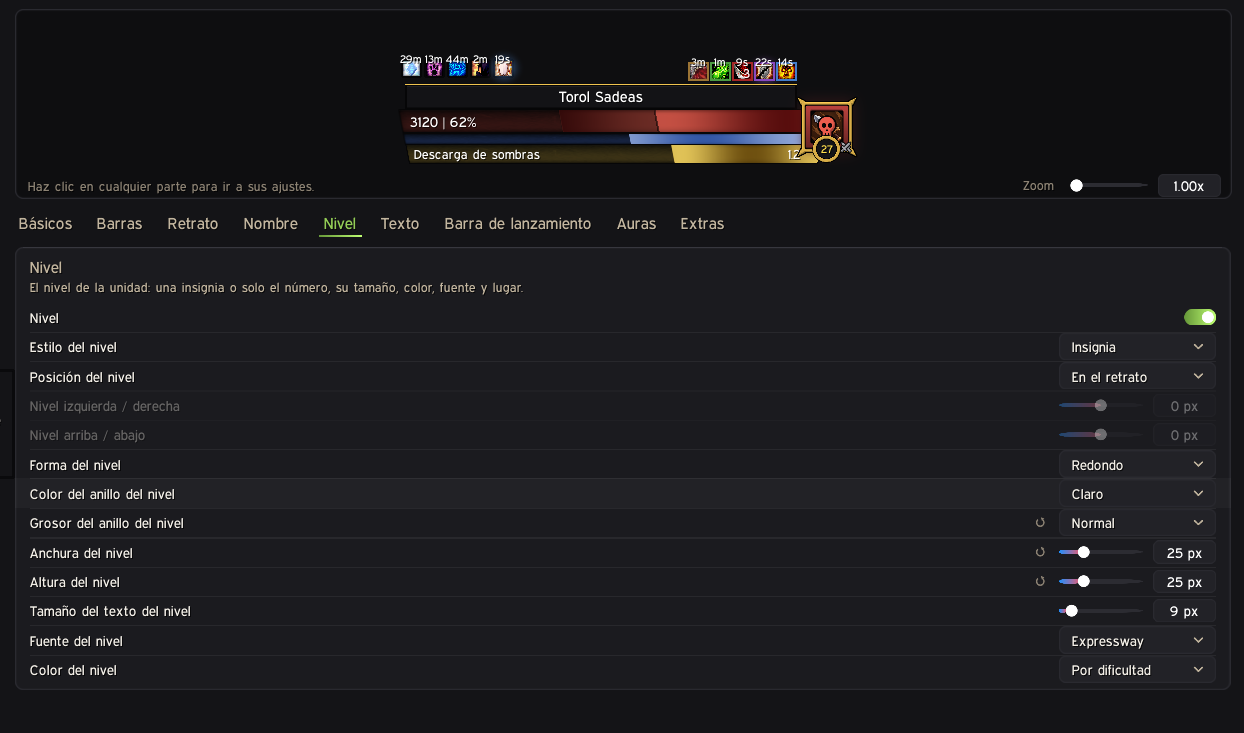 29m 13m 44m 2m 19s
3m 1m 9s 22s 14s
Torol Sadeas
3120 | 62%
Descarga de sombras
27
Haz clic en cualquier parte para ir a sus ajustes.
Zoom 1.00x
Básicos Barras Retrato Nombre Nivel Texto Barra de lanzamiento Auras Extras
Nivel
El nivel de la unidad: una insignia o solo el número, su tamaño, color, fuente y lugar.
Nivel
Estilo del nivel Insignia
Posición del nivel En el retrato
Nivel izquierda / derecha 0 px
Nivel arriba / abajo 0 px
Forma del nivel Redondo
Color del anillo del nivel Claro
Grosor del anillo del nivel Normal
Anchura del nivel 25 px
Altura del nivel 25 px
Tamaño del texto del nivel 9 px
Fuente del nivel Expressway
Color del nivel Por dificultad